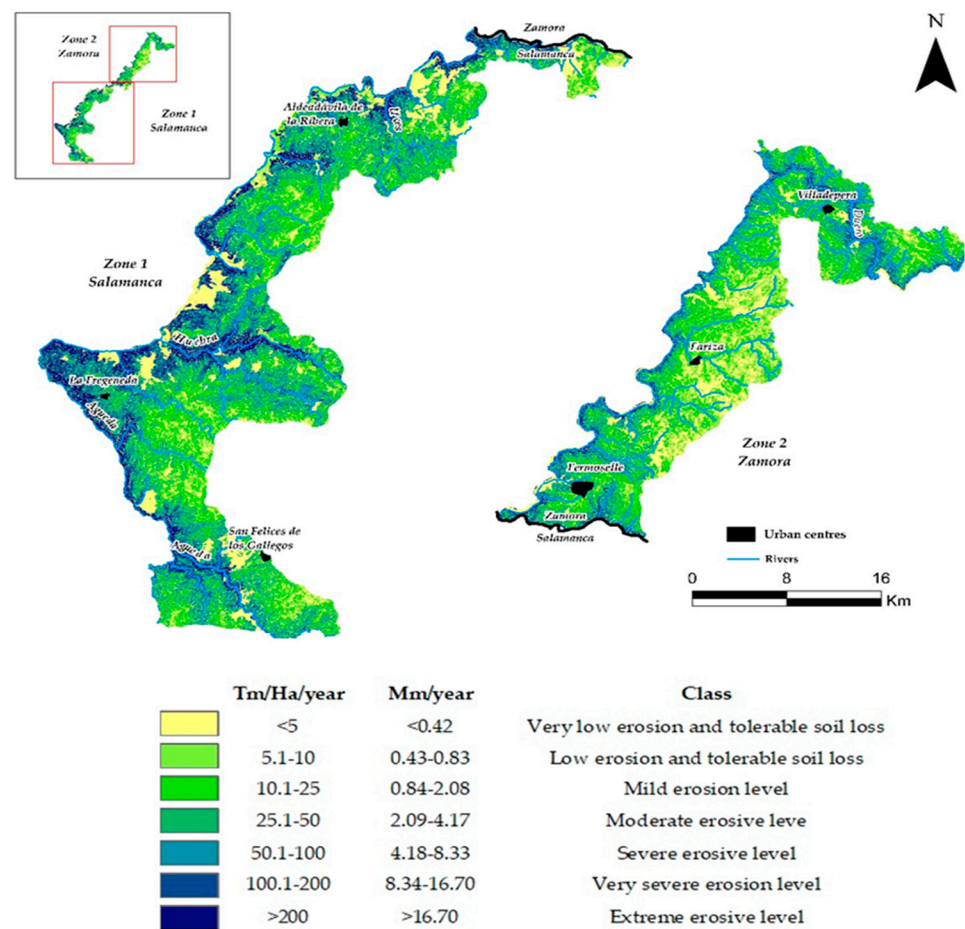 Zone 2
Zamora
Zone 1
Salamanca
N
Zamora
Salamanca
Aldeadávila de
la Ribera
Uces
Zone 1
Salamanca
Huebra
La Fregeneda
Agueda
San Felices de
los Gallegos
Agueda
Villadepera
Duero
Fariza
Zone 2
Zamora
Fermoselle
Zamora
Salamanca
Urban centres
Rivers
0 8 16
Km
Tm/Ha/year Mm/year Class
<5 <0.42 Very low erosion and tolerable soil loss
5.1-10 0.43-0.83 Low erosion and tolerable soil loss
10.1-25 0.84-2.08 Mild erosion level
25.1-50 2.09-4.17 Moderate erosive leve
50.1-100 4.18-8.33 Severe erosive level
100.1-200 8.34-16.70 Very severe erosion level
>200 >16.70 Extreme erosive level